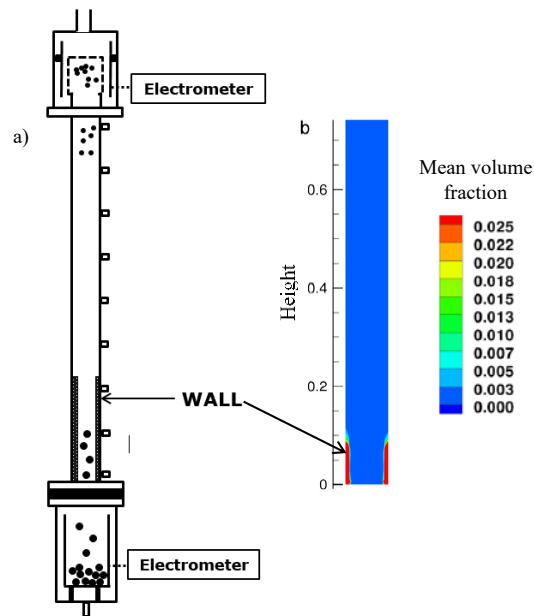 Electrometer
a)
b
Mean volume
fraction
0.6
0.4
0.2
0
Height
0.025
0.022
0.020
0.018
0.015
0.013
0.010
0.007
0.005
0.003
0.000
WALL
Electrometer